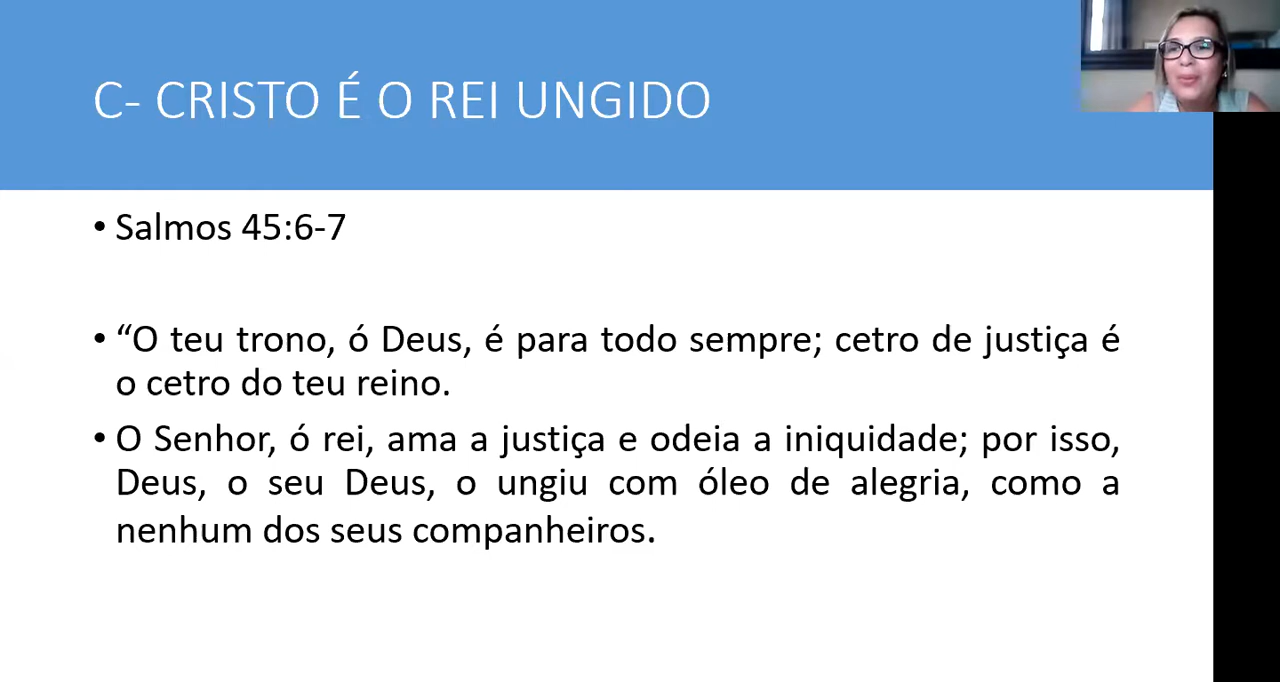 C- CRISTO É O REI UNGIDO
• Salmos 45:6-7
• “O teu trono, ó Deus, é para todo sempre; cetro de justiça é
o cetro do teu reino.
• O Senhor, ó rei, ama a justiça e odeia a iniquidade; por isso,
Deus, o seu Deus, o ungiu com óleo de alegria, como a
nenhum dos seus companheiros.